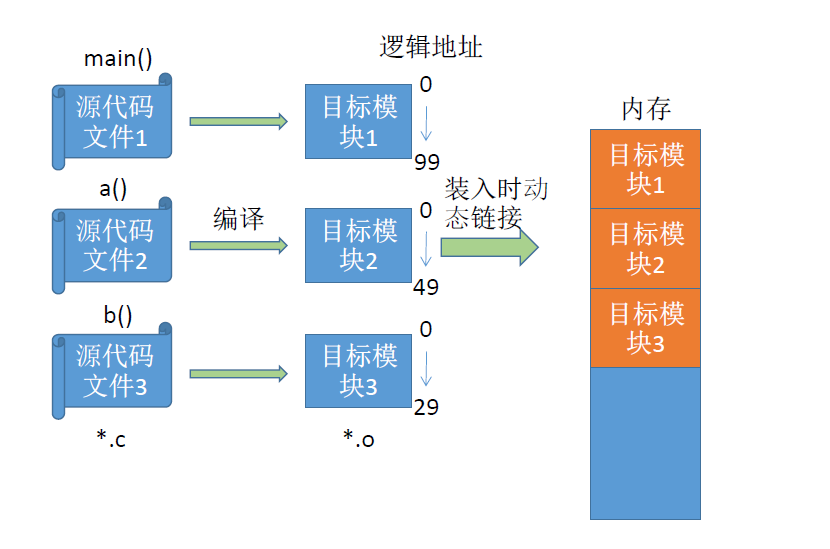 逻辑地址
main()
源代码
文件1
目标模
块1
0
99
内存
目标模
块1
a()
源代码
文件2
编译
目标模
块2
0
49
装入时动
态链接
目标模
块2
b()
源代码
文件3
目标模
块3
0
29
目标模
块3
*.c
*.o